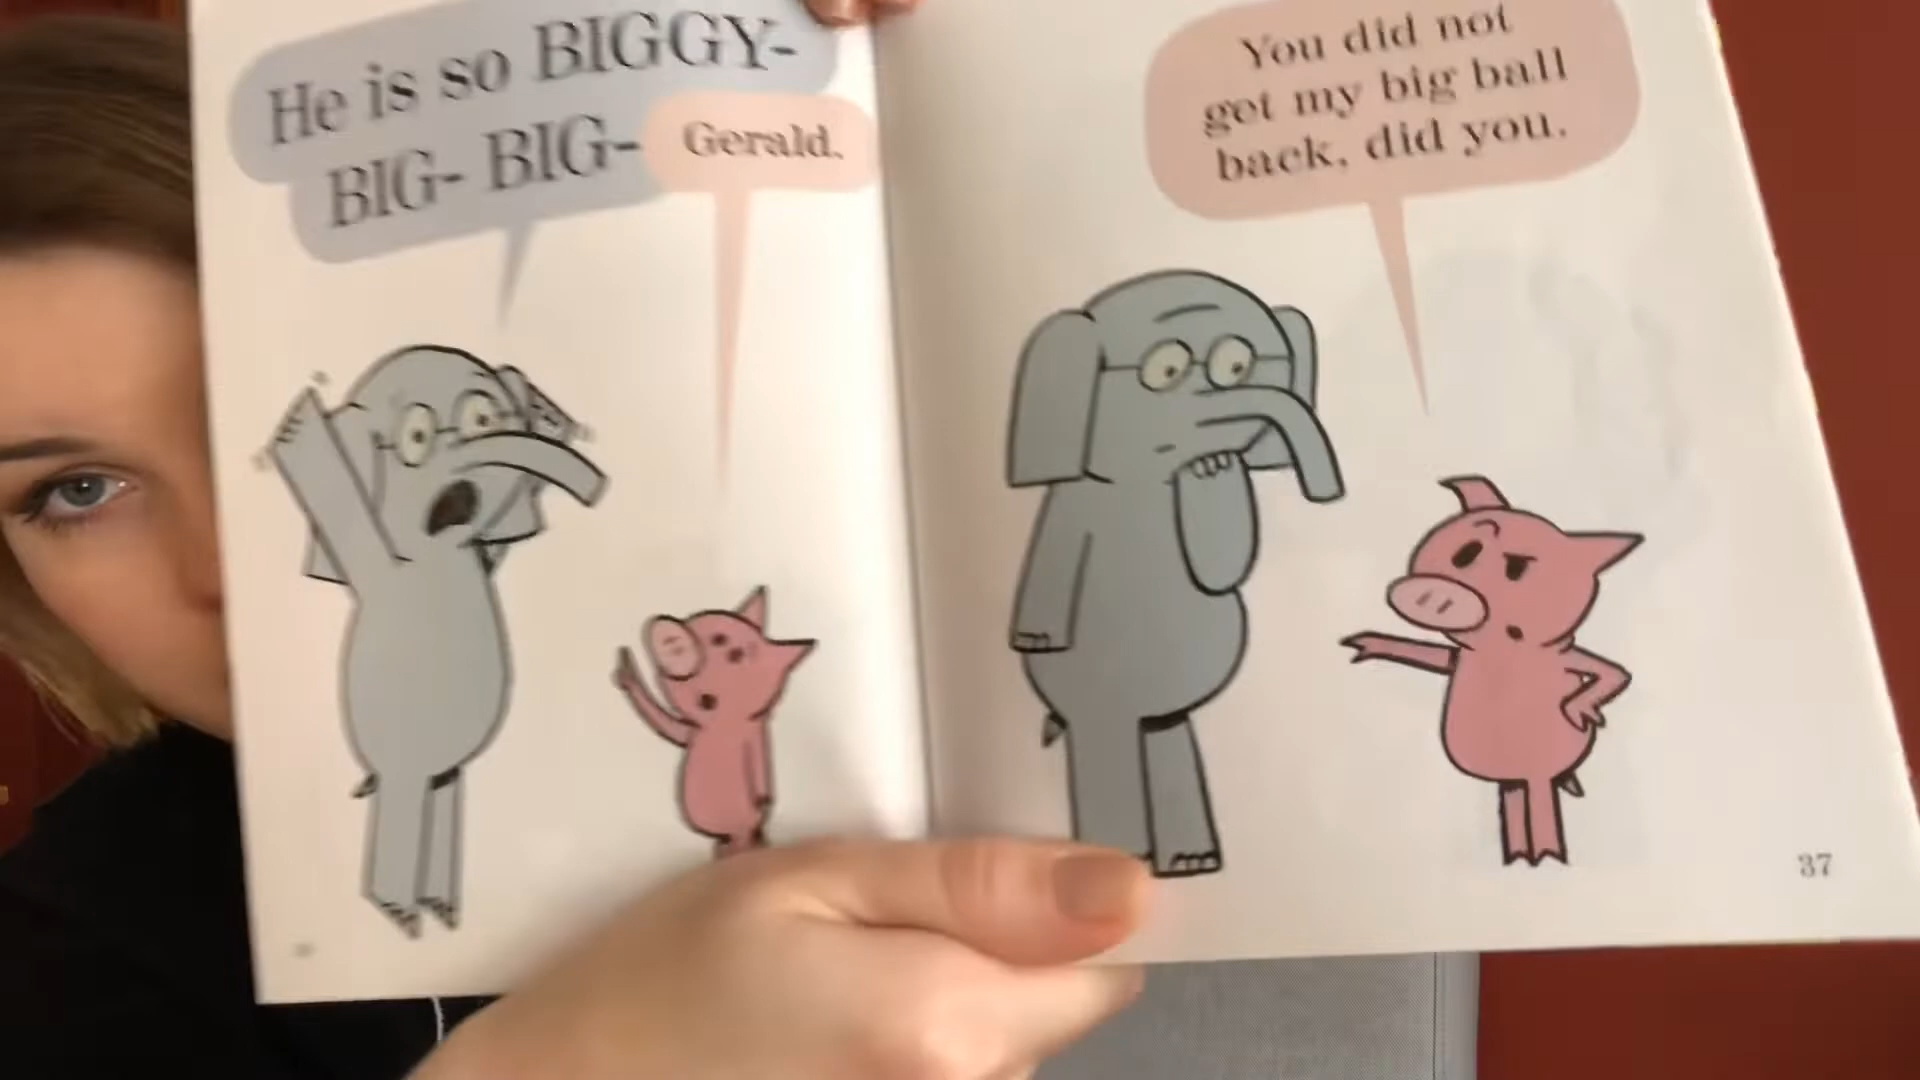 He is so BIGGY-
BIG- BIG-
Gerald.
You did not
get my big ball
back, did you.
37